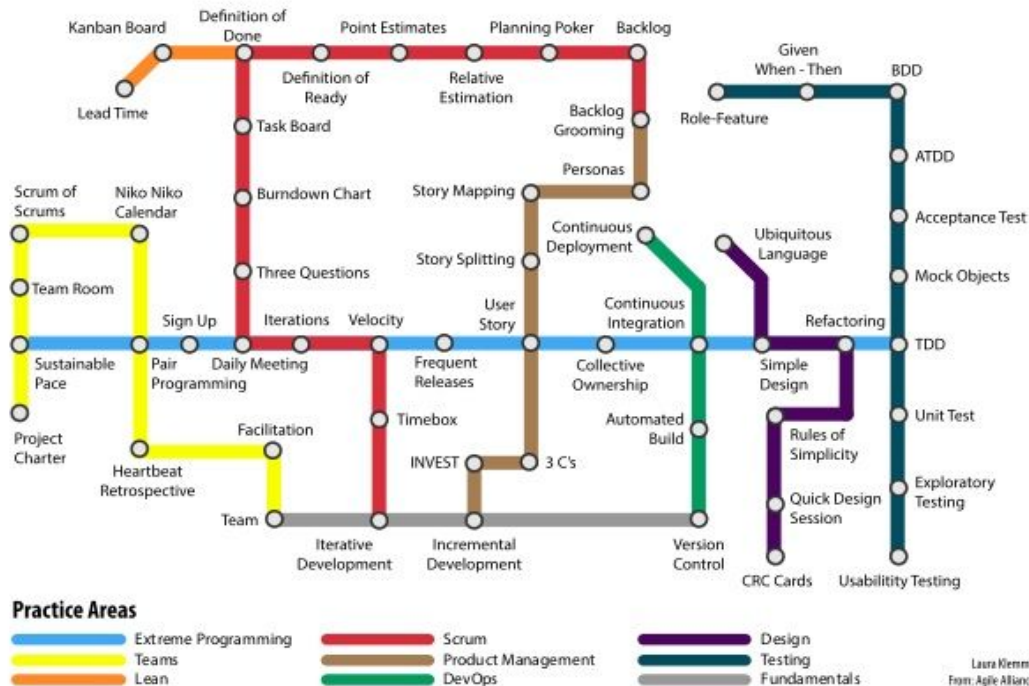 Definition of
Done
Kanban Board
Point Estimates
Planning Poker
Backlog
Lead Time
Definition of
Ready
Relative
Estimation
Given
When - Then
BDD
Role-Feature
Backlog
Grooming
Task Board
Personas
ATDD
Scrum of
Scrums
Niko Niko
Calendar
Burndown Chart
Story Mapping
Continuous
Deployment
Ubiquitous
Language
Acceptance Test
Team Room
Three Questions
Story Splitting
Mock Objects
Sign Up
Iterations
Velocity
User
Story
Continuous
Integration
Refactoring
Sustainable
Pace
Pair
Programming
Daily Meeting
Frequent
Releases
Collective
Ownership
Simple
Design
TDD
Project
Charter
Heartbeat
Retrospective
Facilitation
Timebox
INVEST
3 C's
Automated
Build
Rules of
Simplicity
Unit Test
Quick Design
Session
Exploratory
Testing
Team
Iterative
Development
Incremental
Development
Version
Control
CRC Cards
Usabilitity Testing
Practice Areas
Extreme Programming
Scrum
Design
Teams
Product Management
Testing
Lean
DevOps
Fundamentals
Laura Klemm
From: Agile Allianc